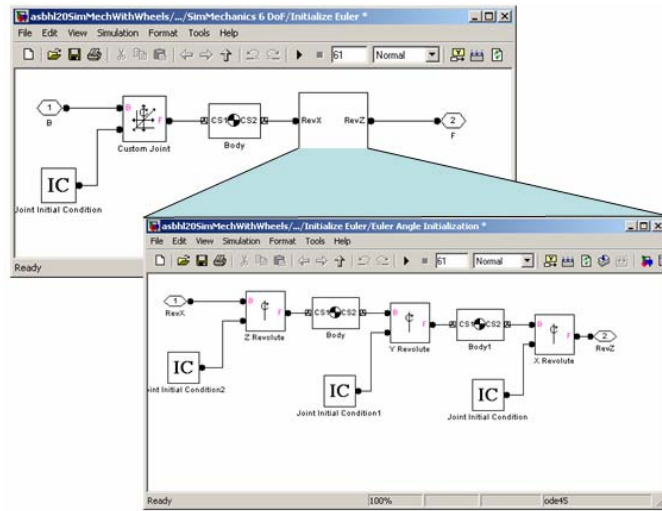 asbhl20SimMechWithWheels/.../SimMechanics 6 DoF/Initialize Euler *
File Edit View Simulation Format Tools Help
61 Normal
1
B
B
F
CS1 CS2
RevX RevZ
2
F
Custom Joint
Body
IC
Joint Initial Condition
Ready
asbhl20SimMechWithWheels/.../Initialize Euler/Euler Angle Initialization *
File Edit View Simulation Format Tools Help
61 Normal
1
RevX
B
F
Z Revolute
CS1 CS2
Body
B
F
Y Revolute
CS1 CS2
Body1
B
F
X Revolute
2
RevZ
IC
oint Initial Condition2
IC
Joint Initial Condition1
IC
Joint Initial Condition
Ready 100% ode45